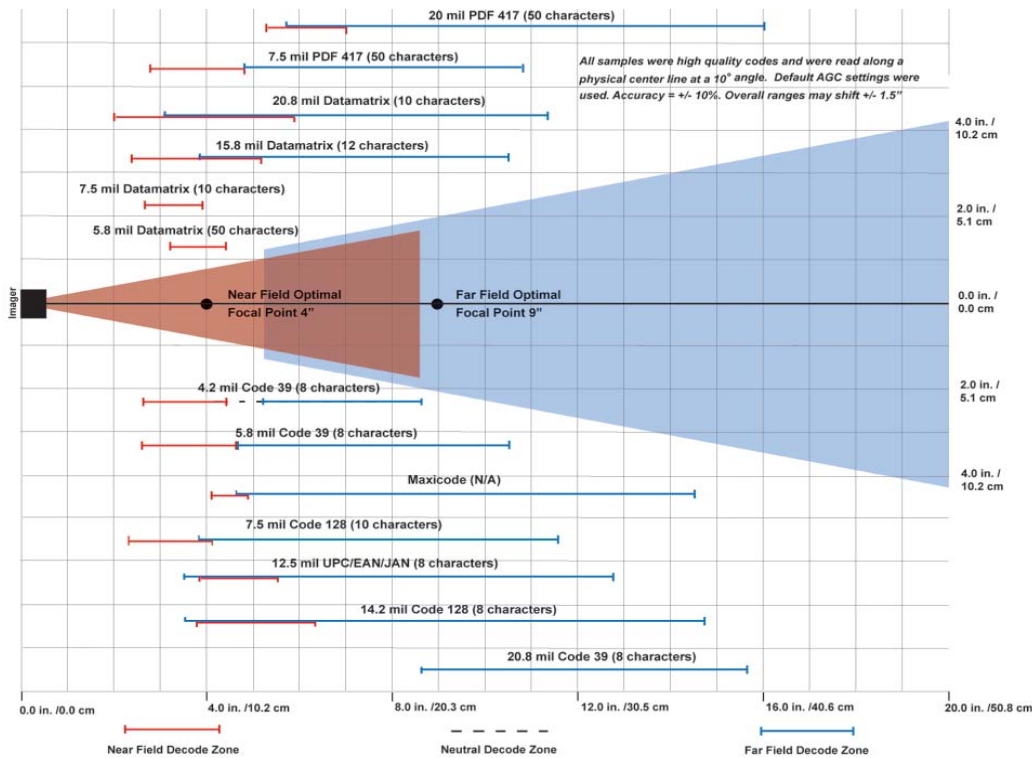 20 mil PDF 417 (50 characters)
7.5 mil PDF 417 (50 characters)
All samples were high quality codes and were read along a
physical center line at a 10° angle.  Default AGC settings were
used. Accuracy = +/- 10%. Overall ranges may shift +/- 1.5”
20.8 mil Datamatrix (10 characters)
4.0 in. /
10.2 cm
15.8 mil Datamatrix (12 characters)
7.5 mil Datamatrix (10 characters)
2.0 in. /
5.1 cm
5.8 mil Datamatrix (50 characters)
Imager
Near Field Optimal
Focal Point 4”
Far Field Optimal
Focal Point 9”
0.0 in. /
0.0 cm
4.2 mil Code 39 (8 characters)
2.0 in. /
5.1 cm
5.8 mil Code 39 (8 characters)
Maxicode (N/A)
4.0 in. /
10.2 cm
7.5 mil Code 128 (10 characters)
12.5 mil UPC/EAN/JAN (8 characters)
14.2 mil Code 128 (8 characters)
20.8 mil Code 39 (8 characters)
0.0 in. /0.0 cm
4.0 in. /10.2 cm
8.0 in. /20.3 cm
12.0 in. /30.5 cm
16.0 in. /40.6 cm
20.0 in. /50.8 cm
Near Field Decode Zone
Neutral Decode Zone
Far Field Decode Zone